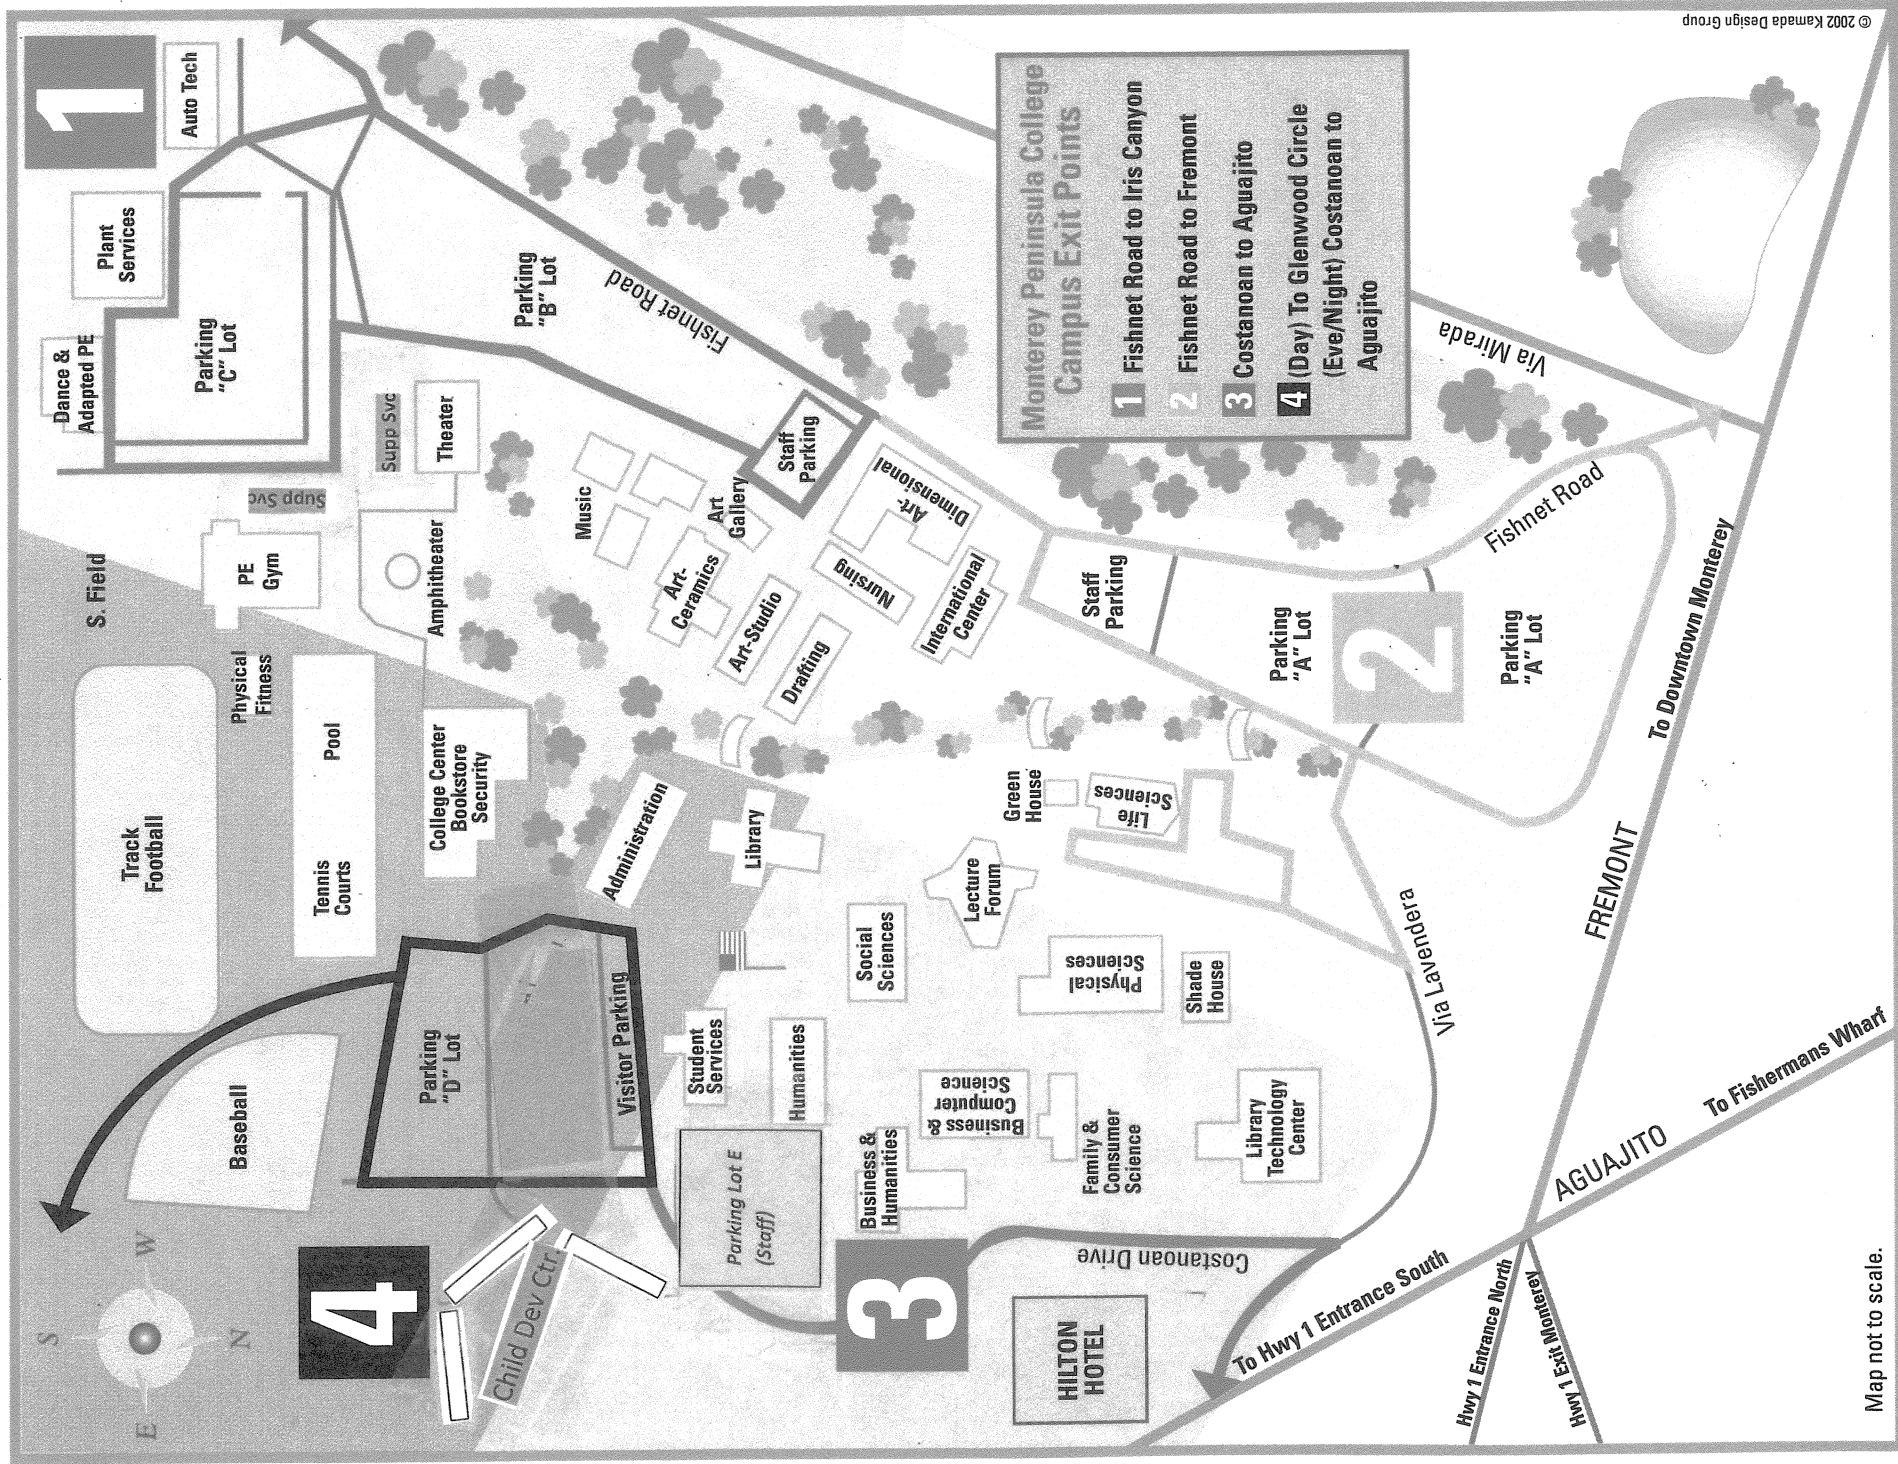 © 2002 Kamada Design Group
1
Auto Tech
Plant
Services
Dance &
Adapted PE
Parking
"C" Lot
Parking
"B" Lot
Fishnet Road
Supp Svc
Theater
Supp Svc
Staff
Parking
Music
Art
Gallery
Art-
Dimensional
Art-
Ceramics
Nursing
Art-Studio
Drafting
International
Center
Amphitheater
PE
Gym
S. Field
Physical
Fitness
Track
Football
Pool
Tennis
Courts
College Center
Bookstore
Security
Administration
Library
Monterey Peninsula College
Campus Exit Points
1 Fishnet Road to Iris Canyon
2 Fishnet Road to Fremont
3 Costanoan to Aguajito
4 (Day) To Glenwood Circle
(Eve/Night) Costanoan to
Aguajito
Via Mirada
Fishnet Road
Staff
Parking
Parking
"A" Lot
2
Parking
"A" Lot
To Downtown Monterey
FREMONT
Green
House
Life
Sciences
Lecture
Forum
Social
Sciences
Physical
Sciences
Shade
House
Via Lavendera
Baseball
Parking
"D" Lot
Visitor Parking
Student
Services
Humanities
Business &
Computer
Science
Business &
Humanities
Family &
Consumer
Science
Library
Technology
Center
Parking Lot E
(Staff)
4
Child Dev Ctr.
3
Costanoan Drive
HILTON
HOTEL
To Hwy 1 Entrance South
AGUAJITO
To Fishermans Wharf
Hwy 1 Entrance North
Hwy 1 Exit Monterey
S
W
N
E
Map not to scale.